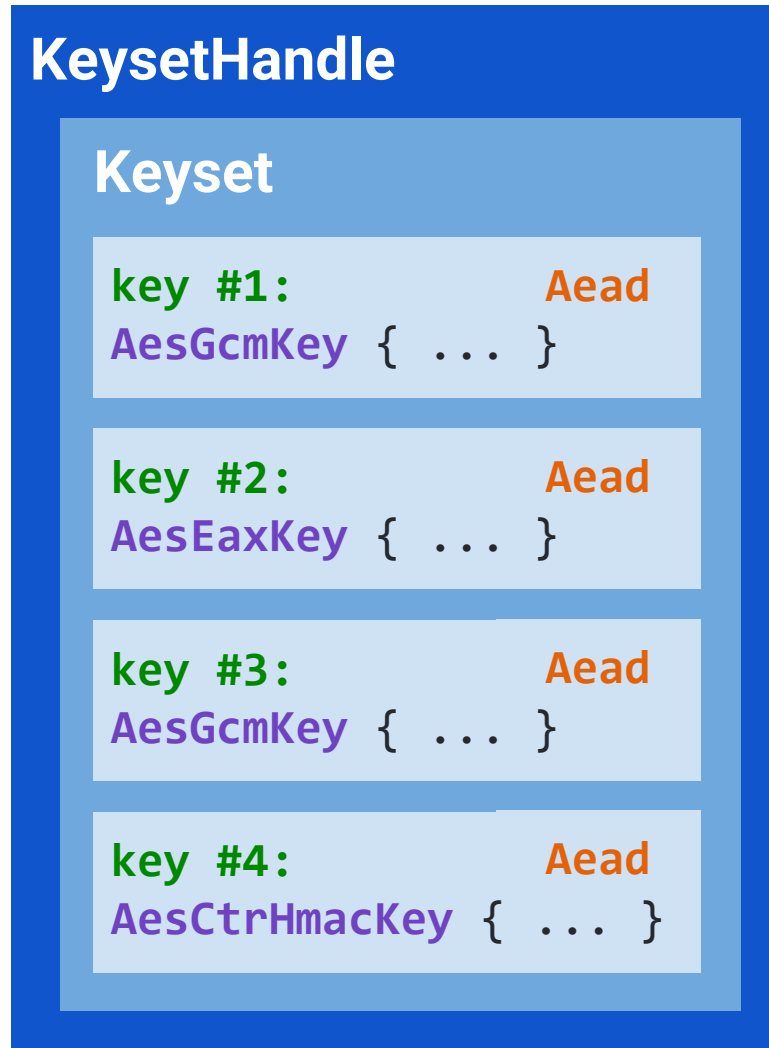 KeysetHandle
Keyset
key #1: Aead
AesGcmKey { ... }
key #2: Aead
AesEaxKey { ... }
key #3: Aead
AesGcmKey { ... }
key #4: Aead
AesCtrHmacKey { ... }